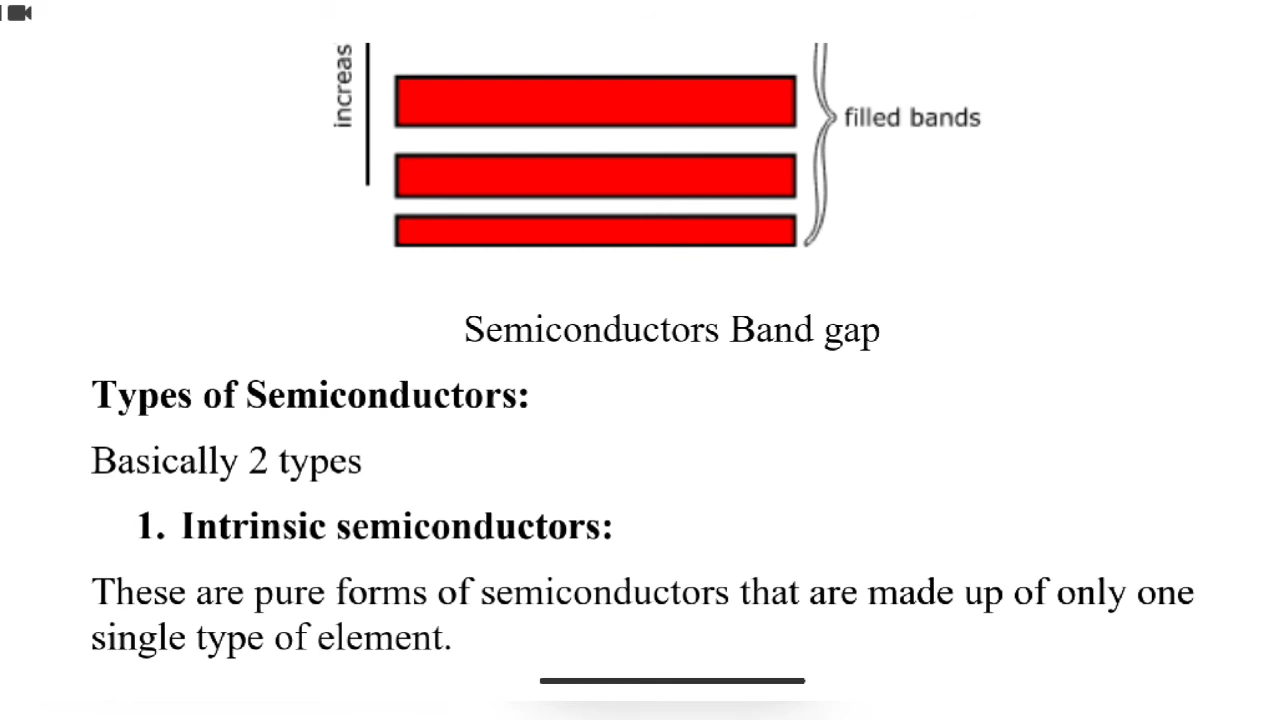 increas
filled bands
Semiconductors Band gap
Types of Semiconductors:
Basically 2 types
1. Intrinsic semiconductors:
These are pure forms of semiconductors that are made up of only one
single type of element.